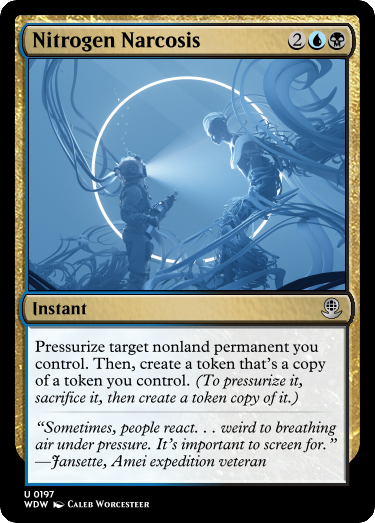 Nitrogen Narcosis 2
Instant
Pressurize target nonland permanent you
control. Then, create a token that's a copy
of a token you control. (To pressurize it,
sacrifice it, then create a token copy of it.)
"Sometimes, people react. . . weird to breathing
air under pressure. It's important to screen for."
—Jansette, Amei expedition veteran
U 0197
WDW Caleb Worcesteer